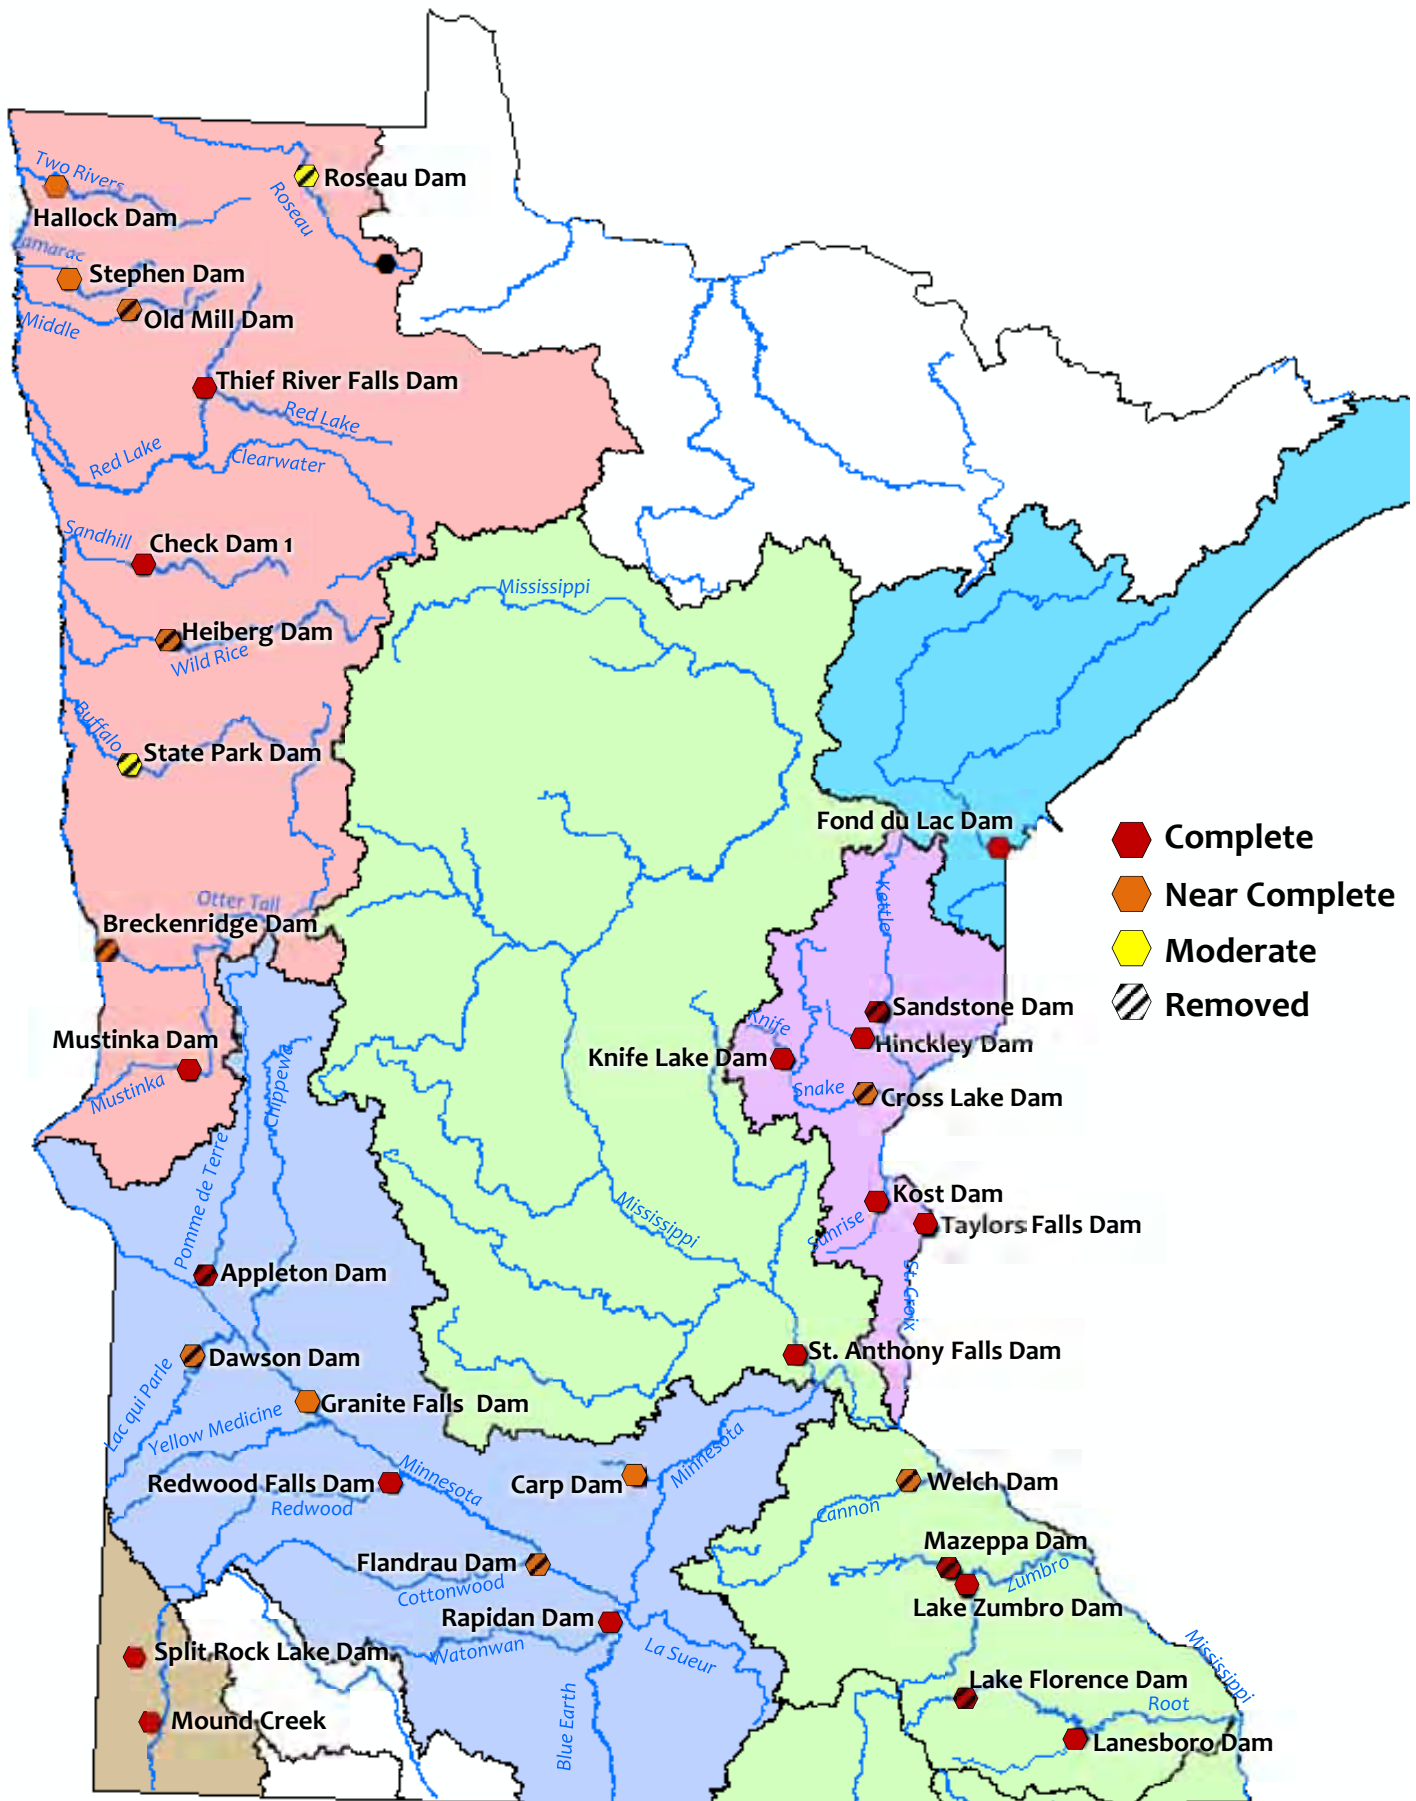 Two Rivers
Roseau Dam
Hallock Dam
Roseau
amarac
Stephen Dam
Old Mill Dam
Middle
Thief River Falls Dam
Red Lake
Red Lake
Clearwater
Sandhill
Check Dam 1
Mississippi
Heiberg Dam
Wild Rice
Buffalo
State Park Dam
Fond du Lac Dam
Complete
Near Complete
Moderate
Removed
Kettle
Otter Tail
Breckenridge Dam
Sandstone Dam
Knife
Hinckley Dam
Mustinka Dam
Knife Lake Dam
Chippewa
Mustinka
Snake
Cross Lake Dam
Pomme de Terre
Kost Dam
Mississippi
Sunrise
Taylors Falls Dam
Appleton Dam
St. Croix
Dawson Dam
St. Anthony Falls Dam
Lac qui Parle
Granite Falls Dam
Yellow Medicine
Minnesota
Minnesota
Redwood Falls Dam
Carp Dam
Welch Dam
Redwood
Cannon
Mazeppa Dam
Flandrau Dam
Zumbro
Cottonwood
Lake Zumbro Dam
Rapidan Dam
Split Rock Lake Dam
Watonwan
La Sueur
Mississippi
Lake Florence Dam
Root
Mound Creek
Blue Earth
Lanesboro Dam